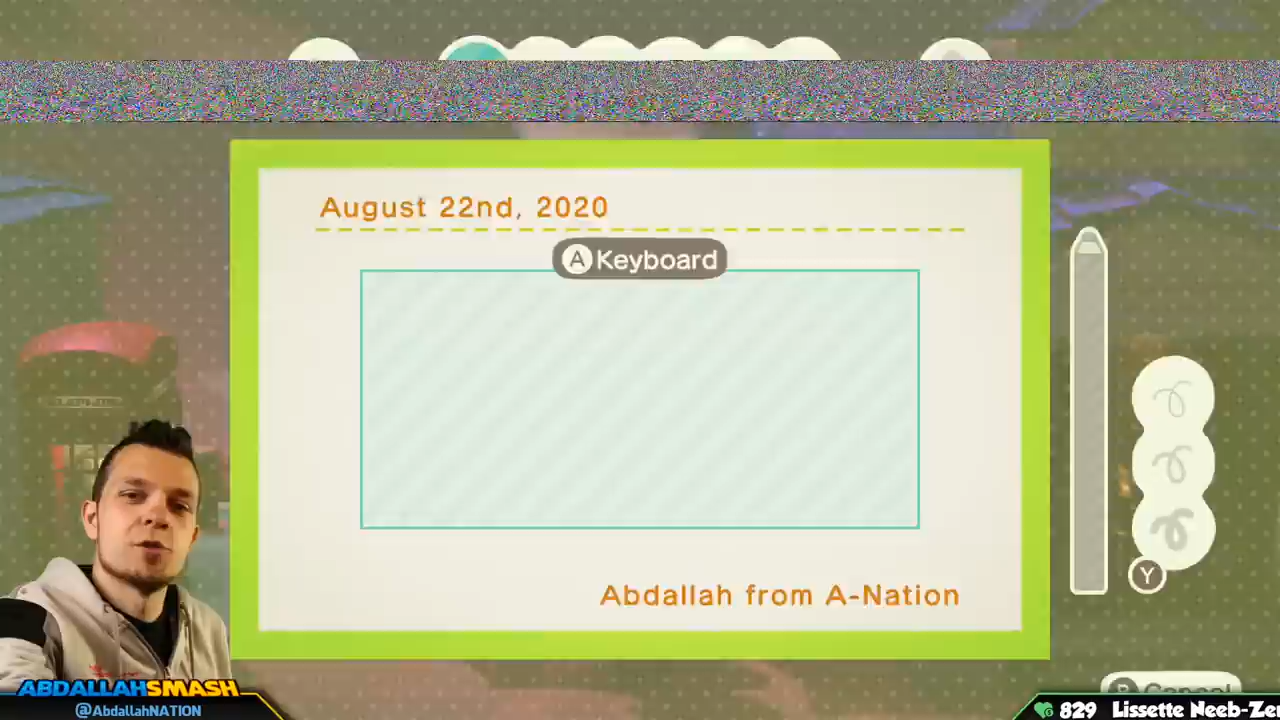 August 22nd, 2020
A Keyboard
Abdallah from A-Nation
Y
ABDALLAHSMASH
@AbdallahNATION
829 Lissette Neeb-Ze